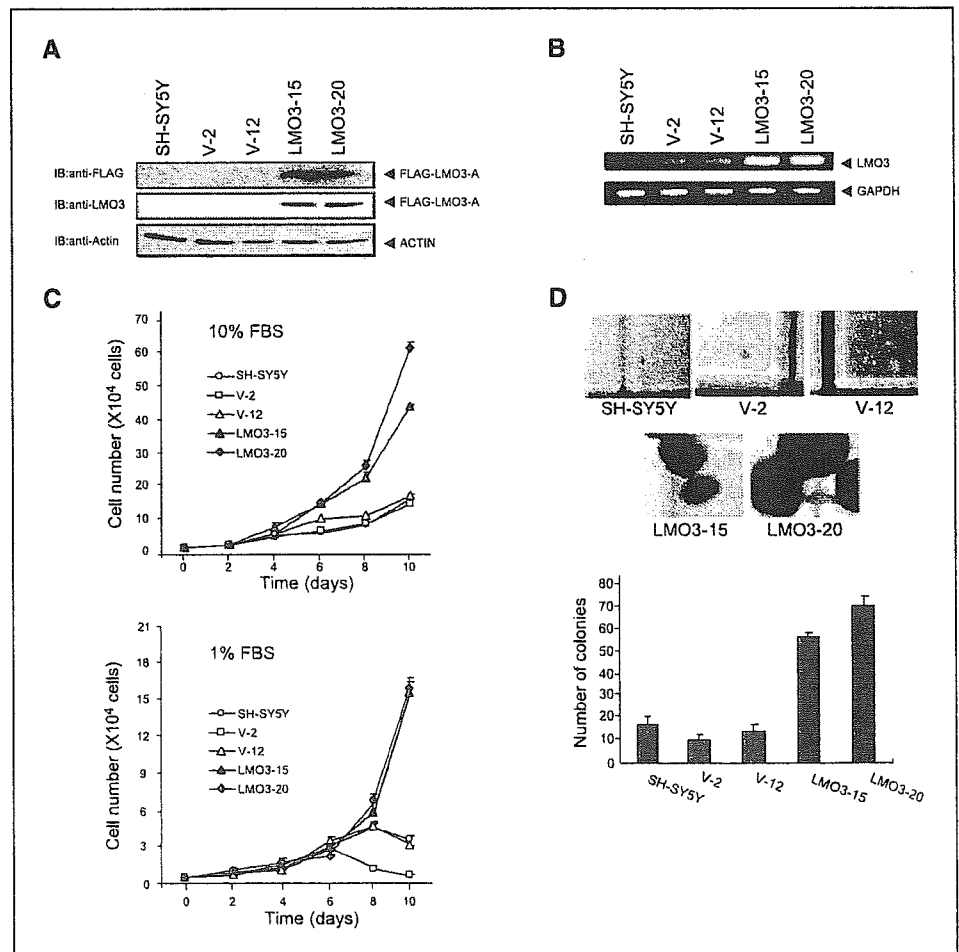 A
SH-SY5Y
V-2
V-12
LMO3-15
LMO3-20
IB:anti-FLAG
FLAG-LMO3-A
IB:anti-LMO3
FLAG-LMO3-A
IB:anti-Actin
ACTIN
B
SH-SY5Y
V-2
V-12
LMO3-15
LMO3-20
LMO3
GAPDH
C
Cell number (X10⁴ cells)
70
60
50
40
30
20
10
0
10% FBS
SH-SY5Y
V-2
V-12
LMO3-15
LMO3-20
0 2 4 6 8 10
Time (days)
Cell number (X10⁴ cells)
21
18
15
12
9
6
3
0
1% FBS
SH-SY5Y
V-2
V-12
LMO3-15
LMO3-20
0 2 4 6 8 10
Time (days)
D
SH-SY5Y V-2 V-12
LMO3-15 LMO3-20
Number of colonies
80
70
60
50
40
30
20
10
0
SH-SY5Y
V-2
V-12
LMO3-15
LMO3-20